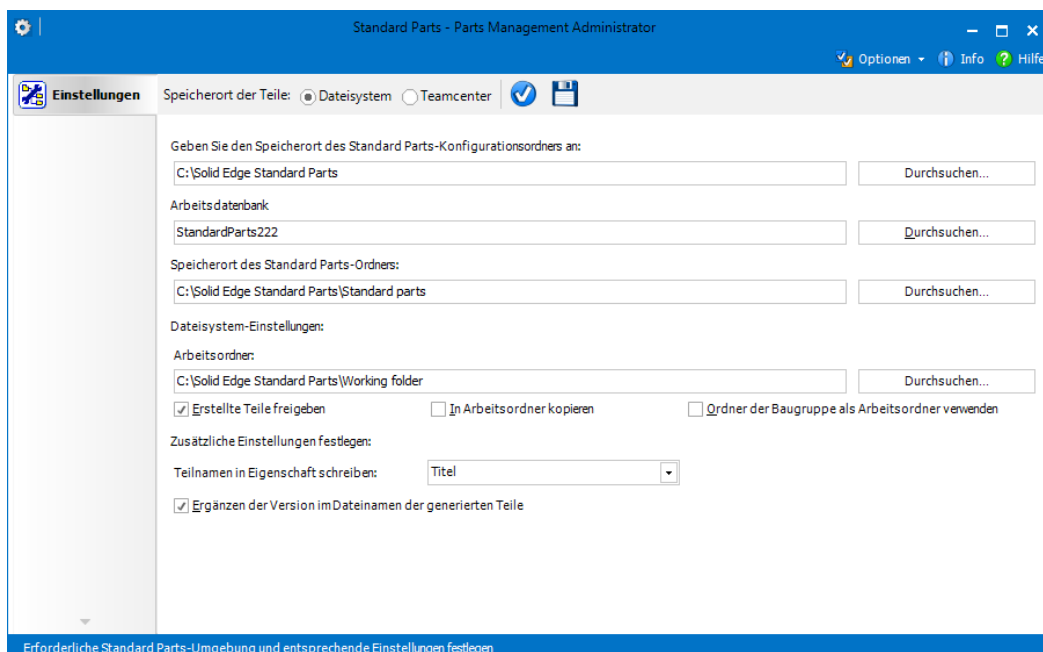 Standard Parts - Parts Management Administrator
Optionen Info Hilfe
Einstellungen Speicherort der Teile: Dateisystem Teamcenter
Geben Sie den Speicherort des Standard Parts-Konfigurationsordners an:
C:\Solid Edge Standard Parts Durchsuchen...
Arbeitsdatenbank
StandardParts222 Durchsuchen...
Speicherort des Standard Parts-Ordners:
C:\Solid Edge Standard Parts\Standard parts Durchsuchen...
Dateisystem-Einstellungen:
Arbeitsordner:
C:\Solid Edge Standard Parts\Working folder Durchsuchen...
Erstellte Teile freigeben In Arbeitsordner kopieren Ordner der Baugruppe als Arbeitsordner verwenden
Zusätzliche Einstellungen festlegen:
Teilnamen in Eigenschaft schreiben: Titel
Ergänzen der Version im Dateinamen der generierten Teile
Erforderliche Standard Parts-Umgebung und entsprechende Einstellungen festlegen